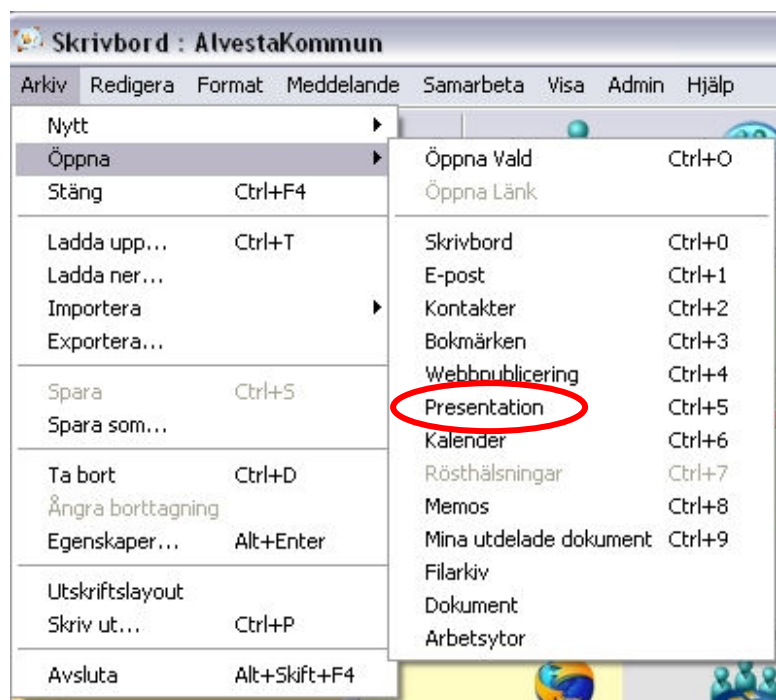 Skrivbord : AlvestaKommun
Arkiv Redigera Format Meddelande Samarbeta Visa Admin Hjälp
Nytt
Öppna
Stäng Ctrl+F4
Ladda upp... Ctrl+T
Ladda ner...
Importera
Exportera...
Spara Ctrl+S
Spara som...
Ta bort Ctrl+D
Ångra borttagning
Egenskaper... Alt+Enter
Utskriftslayout
Skriv ut... Ctrl+P
Avsluta Alt+Skift+F4
Öppna Vald Ctrl+O
Öppna Länk
Skrivbord Ctrl+0
E-post Ctrl+1
Kontakter Ctrl+2
Bokmärken Ctrl+3
Webbpublicering Ctrl+4
Presentation Ctrl+5
Kalender Ctrl+6
Rösthälsningar Ctrl+7
Memos Ctrl+8
Mina utdelade dokument Ctrl+9
Filarkiv
Dokument
Arbetsytor